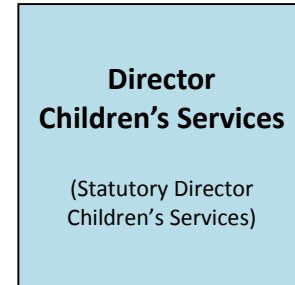 Director
Children’s Services
(Statutory Director
Children’s Services)